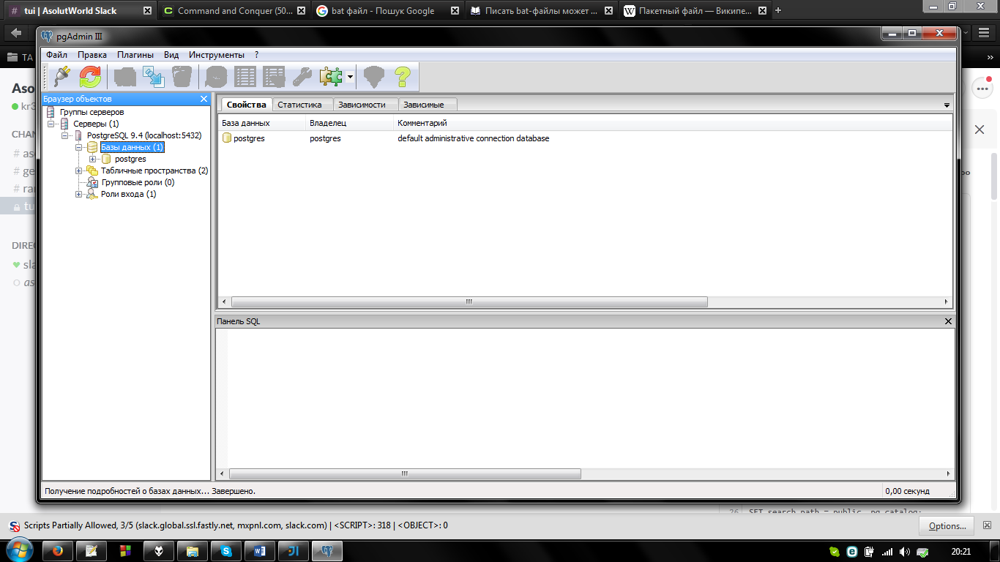 tui | AsolutWorld Slack
Command and Conquer (50...
bat файл - Пошук Google
Писать bat-файлы может ...
Пакетный файл — Википе...
TA
pgAdmin III
Файл Правка Плагины Вид Инструменты ?
Браузер объектов
Группы серверов
Серверы (1)
PostgreSQL 9.4 (localhost:5432)
Базы данных (1)
postgres
Табличные пространства (2)
Групповые роли (0)
Роли входа (1)
Свойства Статистика Зависимости Зависимые
База данных Владелец Комментарий
postgres postgres default administrative connection database
Панель SQL
Получение подробностей о базах данных... Завершено.
0,00 секунд
Aso
kr3
CHAN
# as
# ge
# rai
tu
DIREC
sla
as
26 SET search_path = public, pg_catalog;
Scripts Partially Allowed, 3/5 (slack.global.ssl.fastly.net, mxpnl.com, slack.com) | <SCRIPT>: 318 | <OBJECT>: 0
Options...
20:21